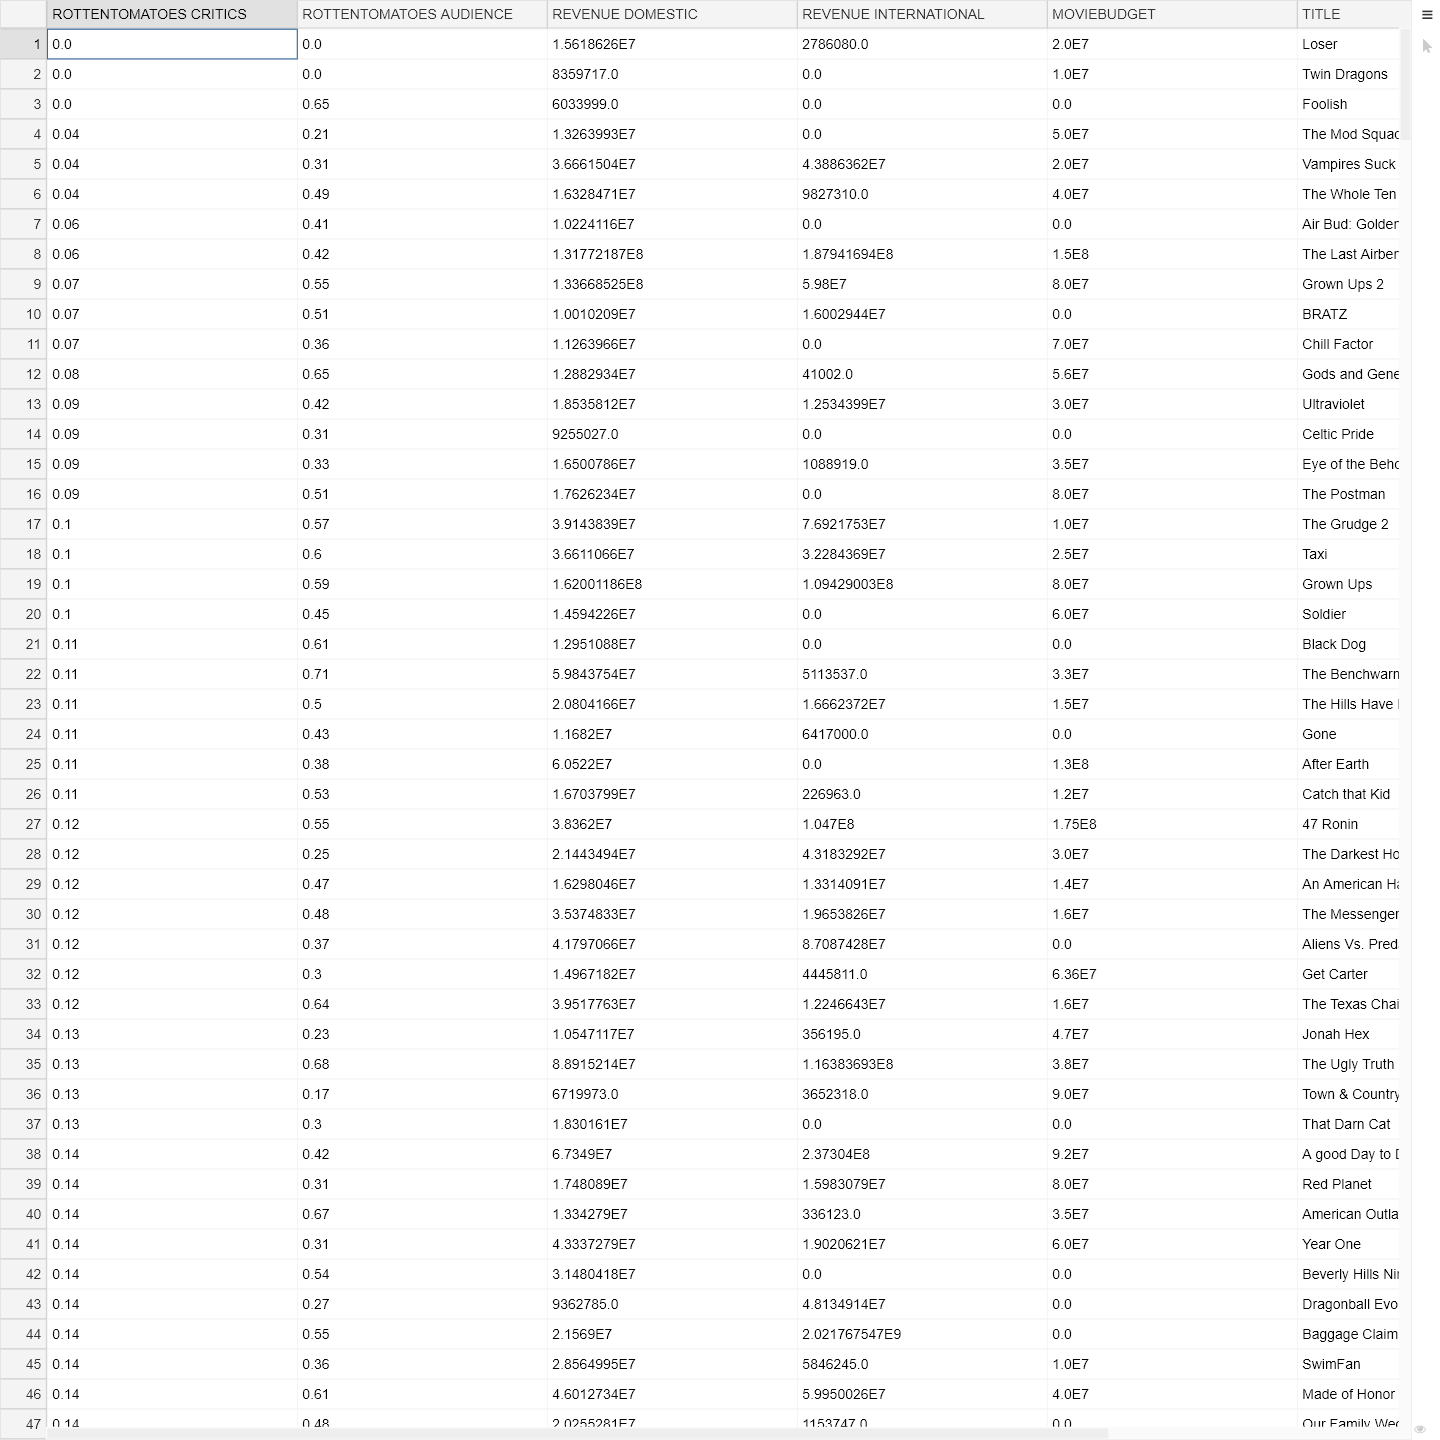 ROTTENTOMATOES CRITICS ROTTENTOMATOES AUDIENCE REVENUE DOMESTIC REVENUE INTERNATIONAL MOVIEBUDGET TITLE
1 0.0 0.0 1.5618626E7 2786080.0 2.0E7 Loser
2 0.0 0.0 8359717.0 0.0 1.0E7 Twin Dragons
3 0.0 0.65 6033999.0 0.0 0.0 Foolish
4 0.04 0.21 1.3263993E7 0.0 5.0E7 The Mod Squad
5 0.04 0.31 3.6661504E7 4.3886362E7 2.0E7 Vampires Suck
6 0.04 0.49 1.6328471E7 9827310.0 4.0E7 The Whole Ten
7 0.06 0.41 1.0224116E7 0.0 0.0 Air Bud: Golden
8 0.06 0.42 1.31772187E8 1.87941694E8 1.5E8 The Last Airben
9 0.07 0.55 1.33668525E8 5.98E7 8.0E7 Grown Ups 2
10 0.07 0.51 1.0010209E7 1.6002944E7 0.0 BRATZ
11 0.07 0.36 1.1263966E7 0.0 7.0E7 Chill Factor
12 0.08 0.65 1.2882934E7 41002.0 5.6E7 Gods and Gene
13 0.09 0.42 1.8535812E7 1.2534399E7 3.0E7 Ultraviolet
14 0.09 0.31 9255027.0 0.0 0.0 Celtic Pride
15 0.09 0.33 1.6500786E7 1088919.0 3.5E7 Eye of the Beho
16 0.09 0.51 1.7626234E7 0.0 8.0E7 The Postman
17 0.1 0.57 3.9143839E7 7.6921753E7 1.0E7 The Grudge 2
18 0.1 0.6 3.6611066E7 3.2284369E7 2.5E7 Taxi
19 0.1 0.59 1.62001186E8 1.09429003E8 8.0E7 Grown Ups
20 0.1 0.45 1.4594226E7 0.0 6.0E7 Soldier
21 0.11 0.61 1.2951088E7 0.0 0.0 Black Dog
22 0.11 0.71 5.9843754E7 5113537.0 3.3E7 The Benchwarm
23 0.11 0.5 2.0804166E7 1.6662372E7 1.5E7 The Hills Have
24 0.11 0.43 1.1682E7 6417000.0 0.0 Gone
25 0.11 0.38 6.0522E7 0.0 1.3E8 After Earth
26 0.11 0.53 1.6703799E7 226963.0 1.2E7 Catch that Kid
27 0.12 0.55 3.8362E7 1.047E8 1.75E8 47 Ronin
28 0.12 0.25 2.1443494E7 4.3183292E7 3.0E7 The Darkest Ho
29 0.12 0.47 1.6298046E7 1.3314091E7 1.4E7 An American Ha
30 0.12 0.48 3.5374833E7 1.9653826E7 1.6E7 The Messenger
31 0.12 0.37 4.1797066E7 8.7087428E7 0.0 Aliens Vs. Pred
32 0.12 0.3 1.4967182E7 4445811.0 6.36E7 Get Carter
33 0.12 0.64 3.9517763E7 1.2246643E7 1.6E7 The Texas Chai
34 0.13 0.23 1.0547117E7 356195.0 4.7E7 Jonah Hex
35 0.13 0.68 8.8915214E7 1.16383693E8 3.8E7 The Ugly Truth
36 0.13 0.17 6719973.0 3652318.0 9.0E7 Town & Country
37 0.13 0.3 1.830161E7 0.0 0.0 That Darn Cat
38 0.14 0.42 6.7349E7 2.37304E8 9.2E7 A good Day to D
39 0.14 0.31 1.748089E7 1.5983079E7 8.0E7 Red Planet
40 0.14 0.67 1.334279E7 336123.0 3.5E7 American Outla
41 0.14 0.31 4.3337279E7 1.9020621E7 6.0E7 Year One
42 0.14 0.54 3.1480418E7 0.0 0.0 Beverly Hills Nin
43 0.14 0.27 9362785.0 4.8134914E7 0.0 Dragonball Evo
44 0.14 0.55 2.1569E7 2.021767547E9 0.0 Baggage Claim
45 0.14 0.36 2.8564995E7 5846245.0 1.0E7 SwimFan
46 0.14 0.61 4.6012734E7 5.9950026E7 4.0E7 Made of Honor
47 0.14 0.48 2.0255281E7 1153747.0 0.0 Our Family Wed